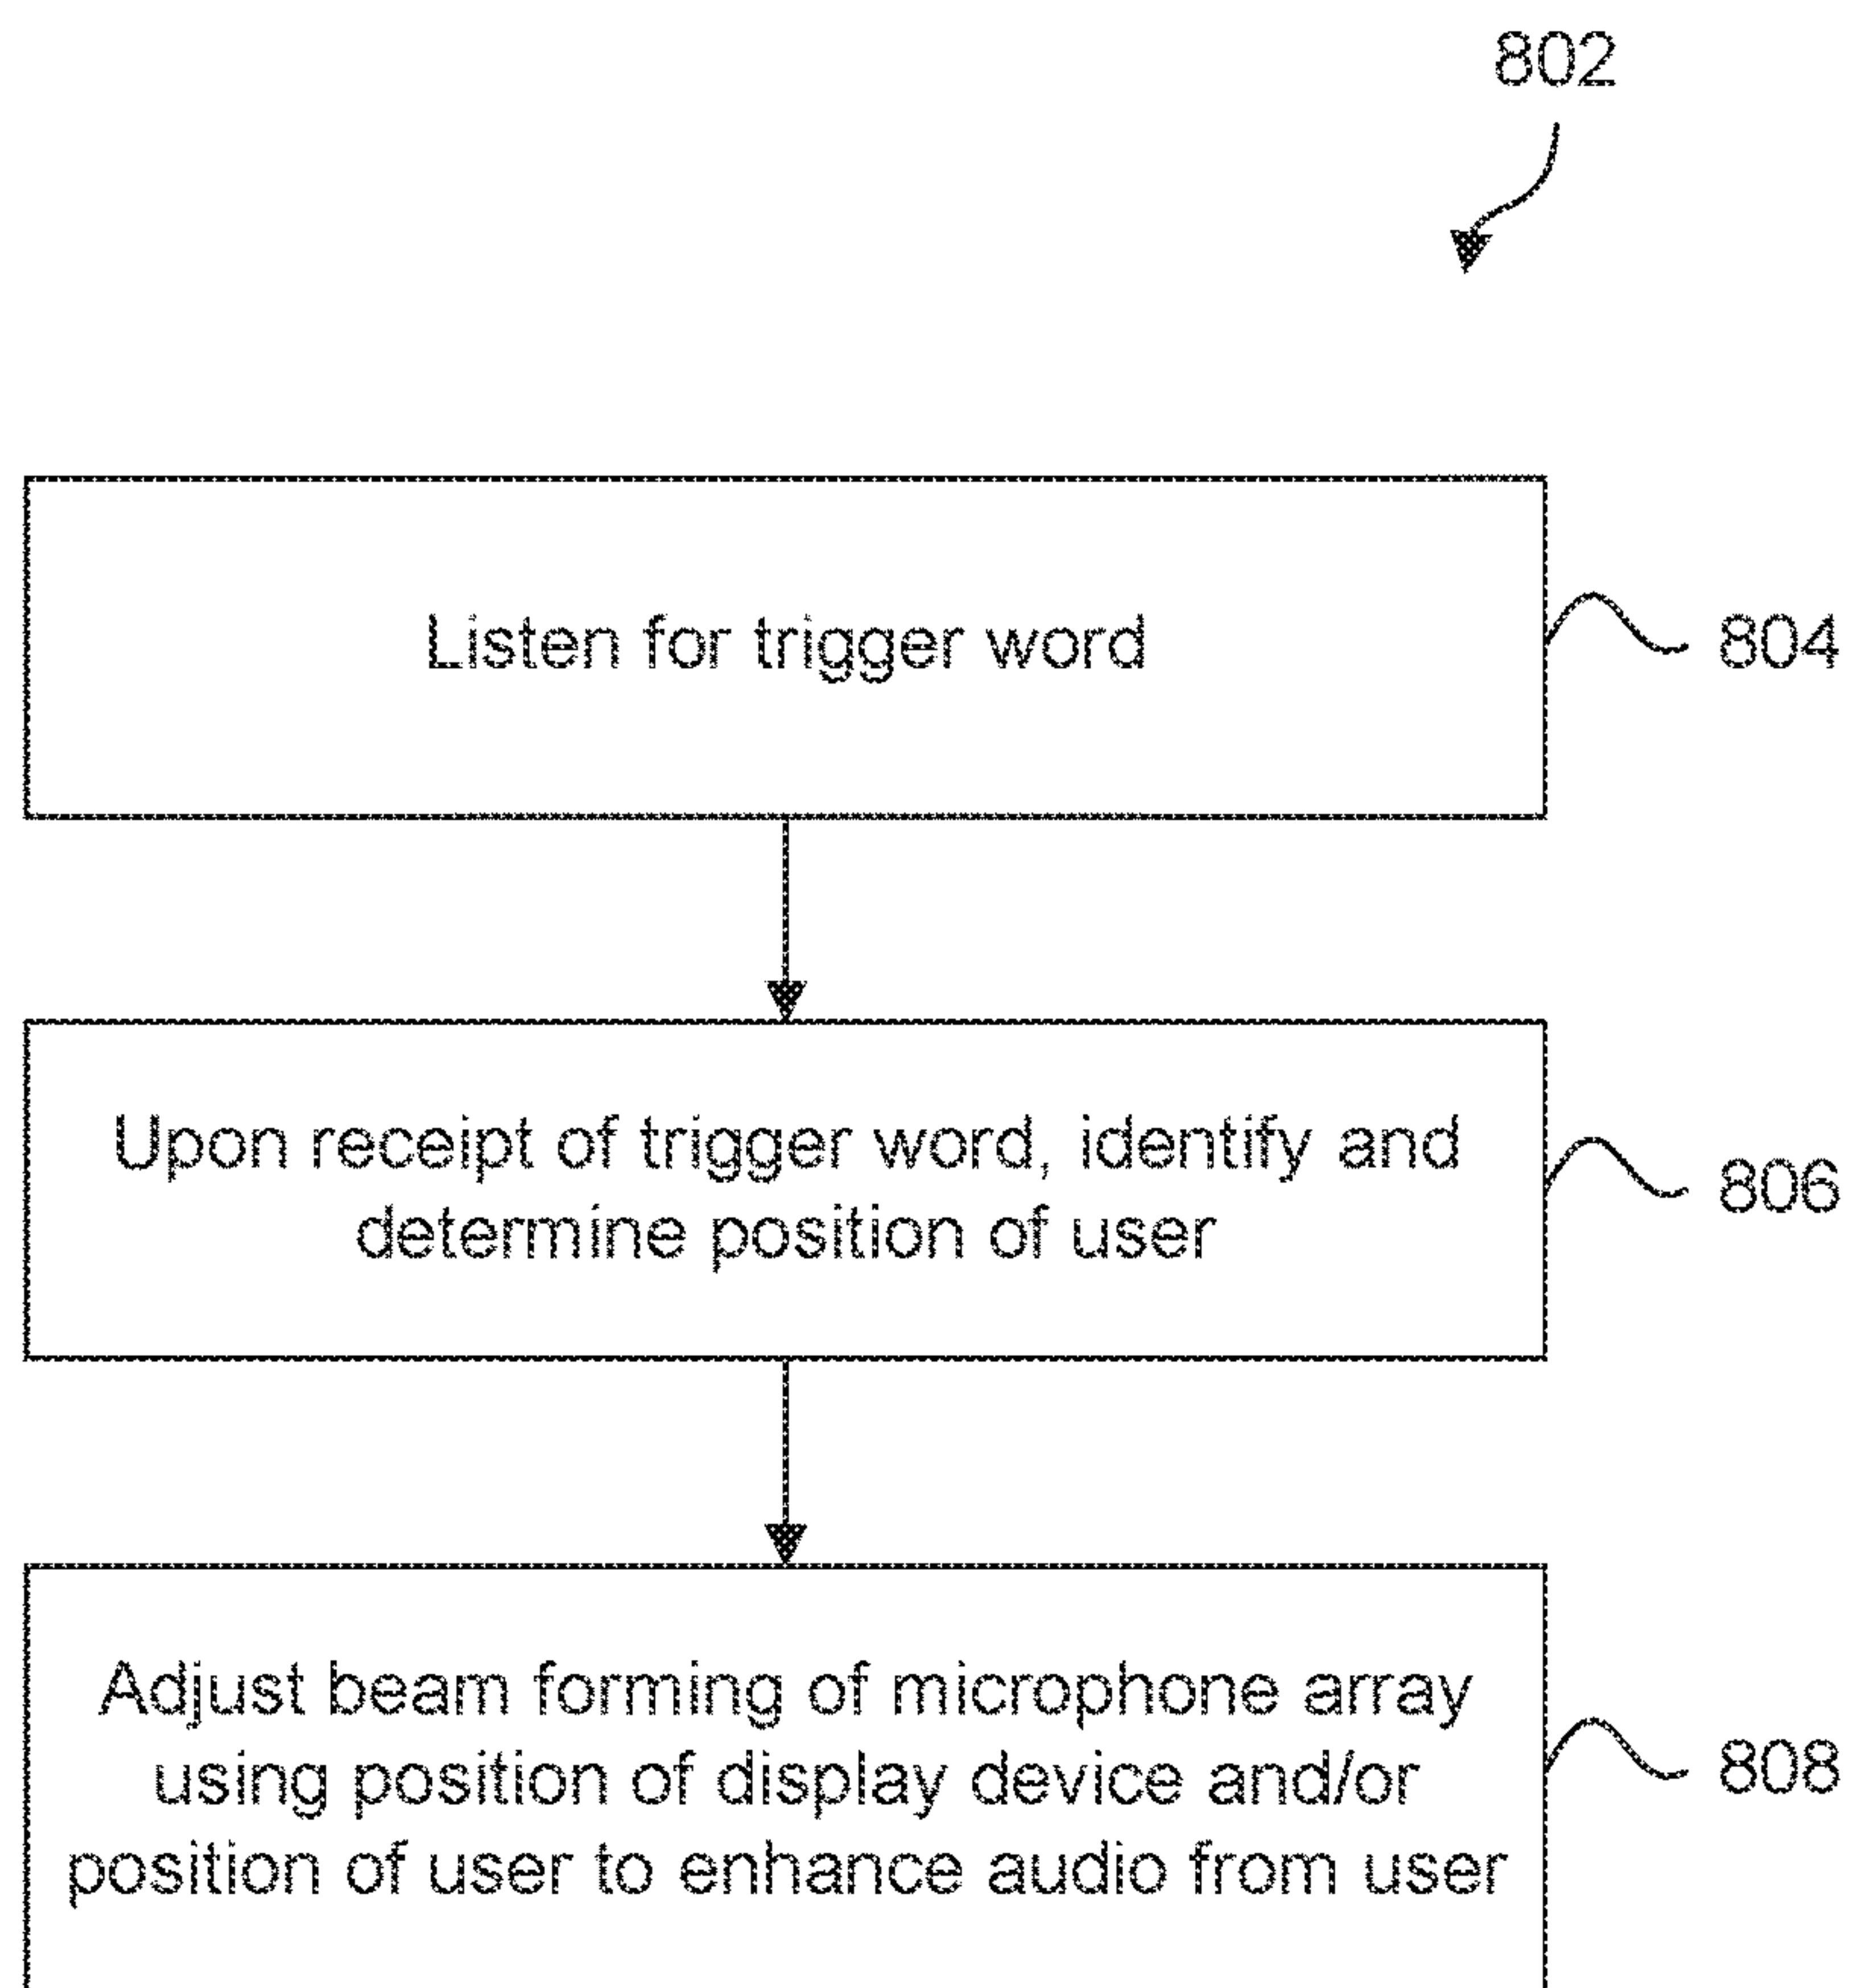 802
Listen for trigger word
804
Upon receipt of trigger word, identify and
determine position of user
806
Adjust beam forming of microphone array
using position of display device and/or
position of user to enhance audio from user
808